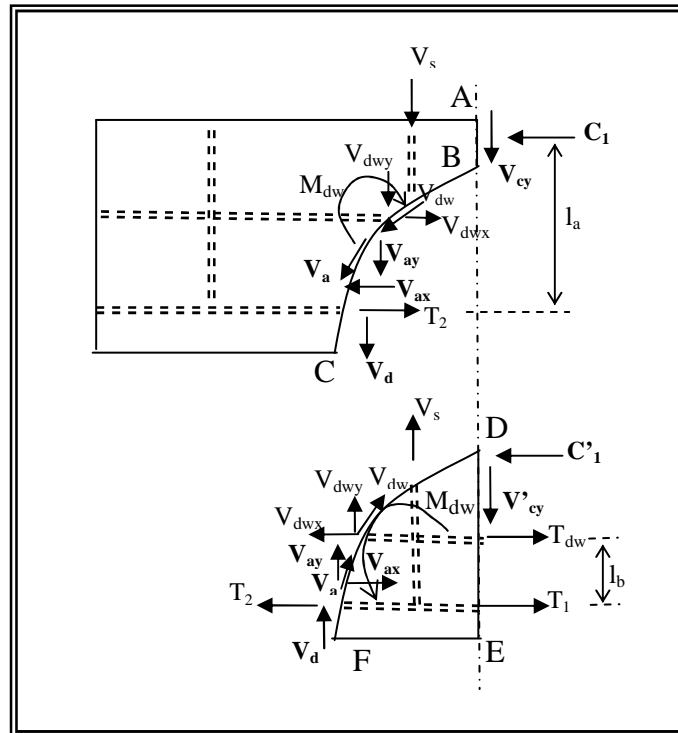 V_s
A
C_1
B
V_cy
V_dwy
M_dw
V_dw
V_dwx
l_a
V_a
V_ay
V_ax
T_2
C
V_d
V_s
D
C'_1
V_dwy
V_dw
M_dw
V'_cy
V_dwx
T_dw
V_ay
V_ax
V_a
l_b
T_2
T_1
V_d
F
E